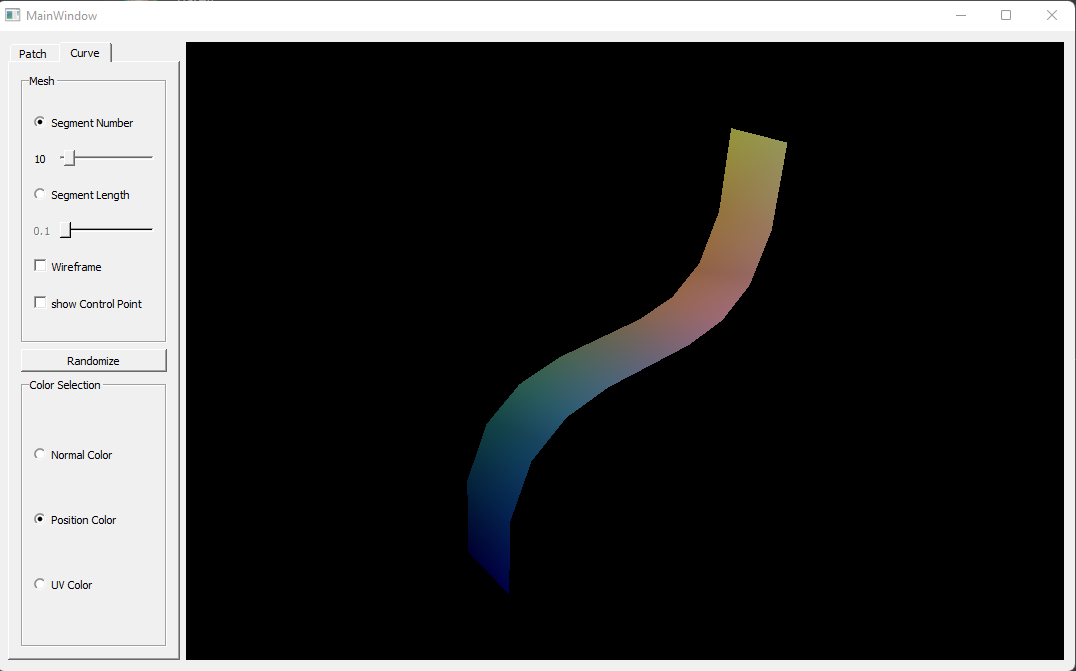 MainWindow
Patch Curve
Mesh
Segment Number
10
Segment Length
0.1
Wireframe
show Control Point
Randomize
Color Selection
Normal Color
Position Color
UV Color